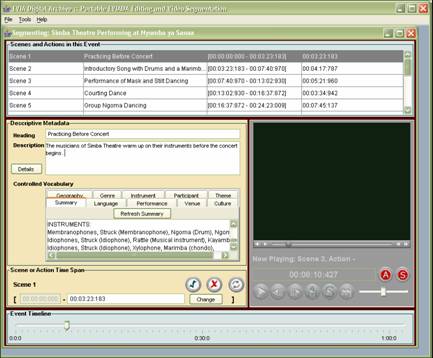 EVIA Digital Archive :: Portable EVIADA Editing and Video Segmentation
File Tools Help
Segmenting: Simba Theatre Performing at Nyumba ya Sanaa
Scenes and Actions in this Event
Scene 1 Practicing Before Concert [00:00:00:000 - 00:03:23:183] 00:03:23:183
Scene 2 Introductory Song with Drums and a Marimb... [00:03:23:183 - 00:07:40:970] 00:04:17:787
Scene 3 Performance of Mask and Stilt Dancing [00:07:40:970 - 00:13:02:930] 00:05:21:960
Scene 4 Courting Dance [00:13:02:930 - 00:16:37:872] 00:03:34:942
Scene 5 Group Ngoma Dancing [00:16:37:872 - 00:24:23:009] 00:07:45:137
Descriptive Metadata
Heading Practicing Before Concert
Description The musicians of Simba Theatre warm up on their instruments before the concert
begins.
Details
Controlled Vocabulary
Geography Genre Instrument Participant Theme
Summary Language Performance Venue Culture
Refresh Summary
INSTRUMENTS:
Membranophones, Struck (Membranophone), Ngoma (Drum), Ngon
Idiophones, Struck (Idiophone), Rattle (Musical instrument), Kayamb
Idiophones, Struck (Idiophone), Xylophone, Marimba (chondo),
Scene or Action Time Span
Scene 1
[ 00:00:00:000 - 00:03:23:183 Change ]
Now Playing: Scene 3, Action -
00:08:10:427 A S
Event Timeline
0:0:0 0:30:0 1:0:0